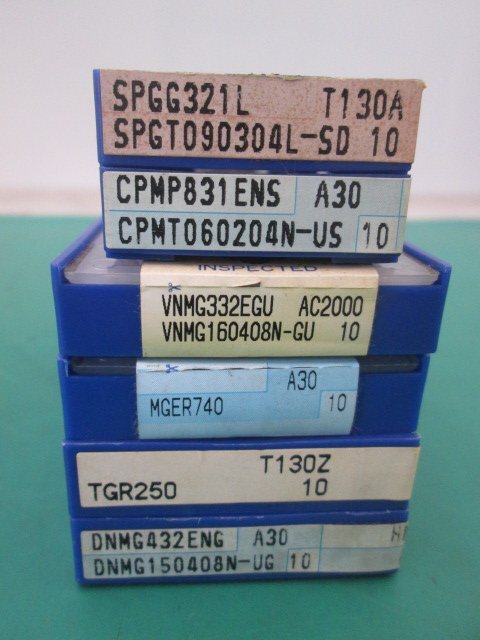 SPGG321L T130A
SPGT090304L-SD 10
CPMP831ENS A30
CPMT060204N-US 10
INSPECTED
VNMG332EGU AC2000
VNMG160408N-GU 10
A30
MGER740 10
T130Z
TGR250 10
DNMG432ENG A30
DNMG150408N-UG 10